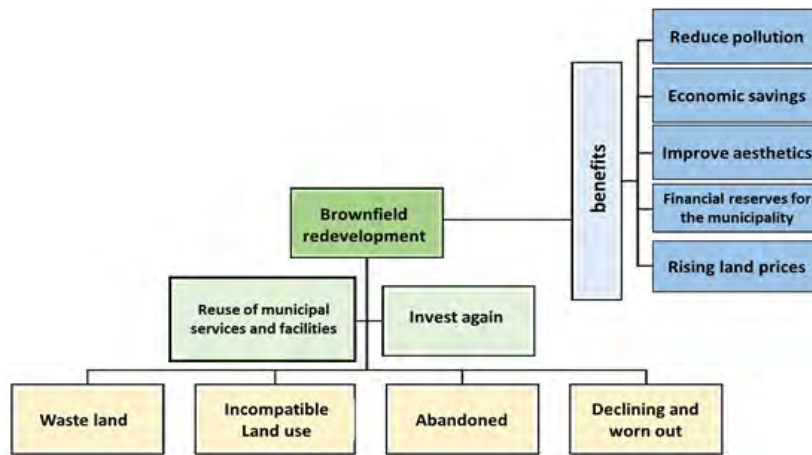 Reduce pollution
Economic savings
Improve aesthetics
Financial reserves for
the municipality
Rising land prices
benefits
Brownfield
redevelopment
Reuse of municipal
services and facilities
Invest again
Waste land
Incompatible
Land use
Abandoned
Declining and
worn out